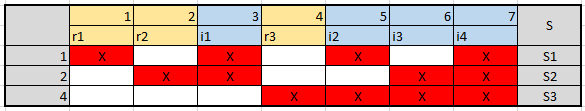 1 2 3 4 5 6 7 S
r1 r2 i1 r3 i2 i3 i4
1 X X X X S1
2 X X X X S2
4 X X X X S3